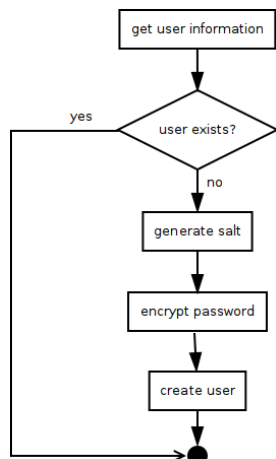 get user information
yes
user exists?
no
generate salt
encrypt password
create user